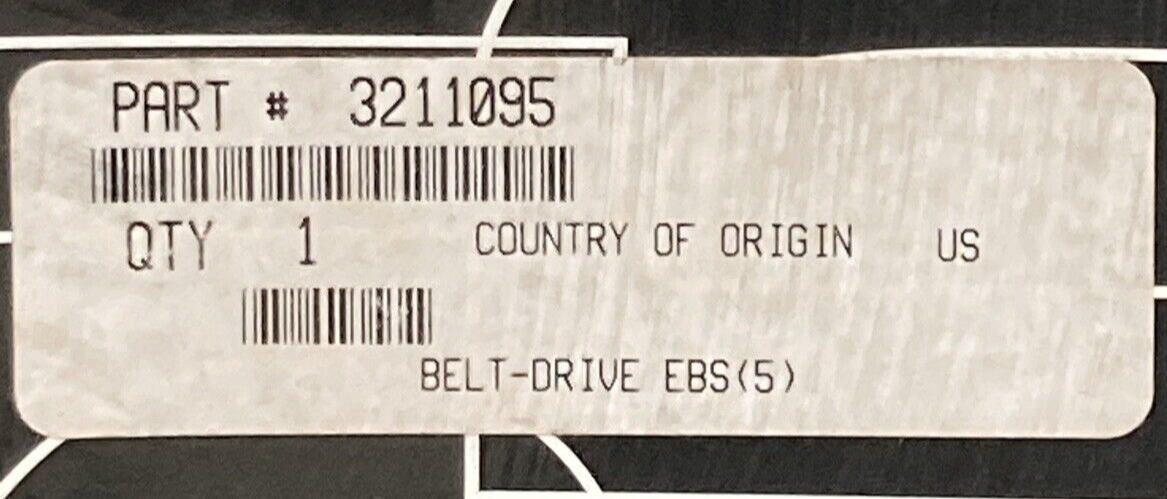 PART # 3211095
QTY 1 COUNTRY OF ORIGIN US
BELT-DRIVE EBS(5)